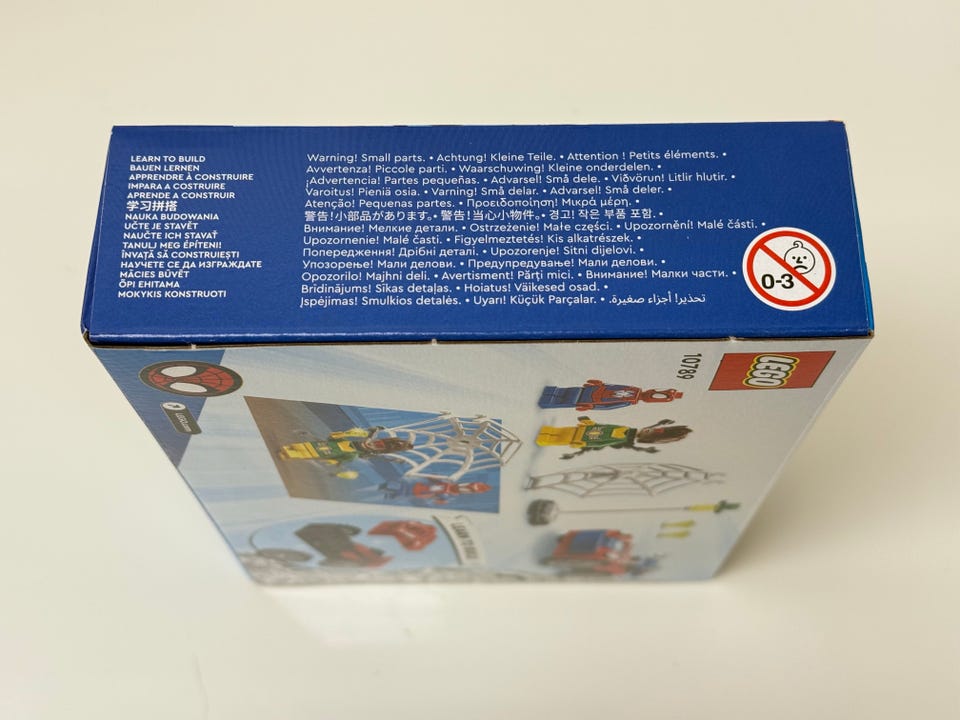 LEARN TO BUILD
BAUEN LERNEN
APPRENDRE À CONSTRUIRE
IMPARA A COSTRUIRE
APRENDE A CONSTRUIR
学习拼搭
NAUKA BUDOWANIA
UČTE JE STAVĚT
NAUČTE ICH STAVAŤ
TANULJ MEG ÉPÍTENI!
ÎNVAȚĂ SĂ CONSTRUIEȘTI
НАУЧЕТЕ СЕ ДА ИЗГРАЖДАТЕ
MĀCIES BŪVĒT
ÕPI EHITAMA
MOKYKIS KONSTRUOTI
Warning! Small parts. • Achtung! Kleine Teile. • Attention ! Petits éléments. •
Avvertenza! Piccole parti. • Waarschuwing! Kleine onderdelen. •
¡Advertencia! Partes pequeñas. • Advarsel! Små dele. • Viðvörun! Litlir hlutir. •
Varoitus! Pieniä osia. • Varning! Små delar. • Advarsel! Små deler. •
Atenção! Pequenas partes. • Προειδοποίηση! Μικρά μέρη. •
警告!小部品があります。• 警告!当心小物件。• 경고! 작은 부품 포함. •
Внимание! Мелкие детали. • Ostrzeżenie! Małe części. • Upozornění! Malé části. •
Upozornenie! Malé časti. • Figyelmeztetés! Kis alkatrészek. •
Попередження! Дрібні деталі. • Upozorenje! Sitni dijelovi. •
Упозорење! Мали делови. • Предупредување! Мали делови. •
Opozorilo! Majhni deli. • Avertisment! Părți mici. • Внимание! Малки части. •
Brīdinājums! Sīkas detaļas. • Hoiatus! Väikesed osad. •
Įspėjimas! Smulkios detalės. • Uyarı! Küçük Parçalar. • تحذير! أجزاء صغيرة.
0-3
LEGO
10789
LEGO.com
LEARN TO BUILD